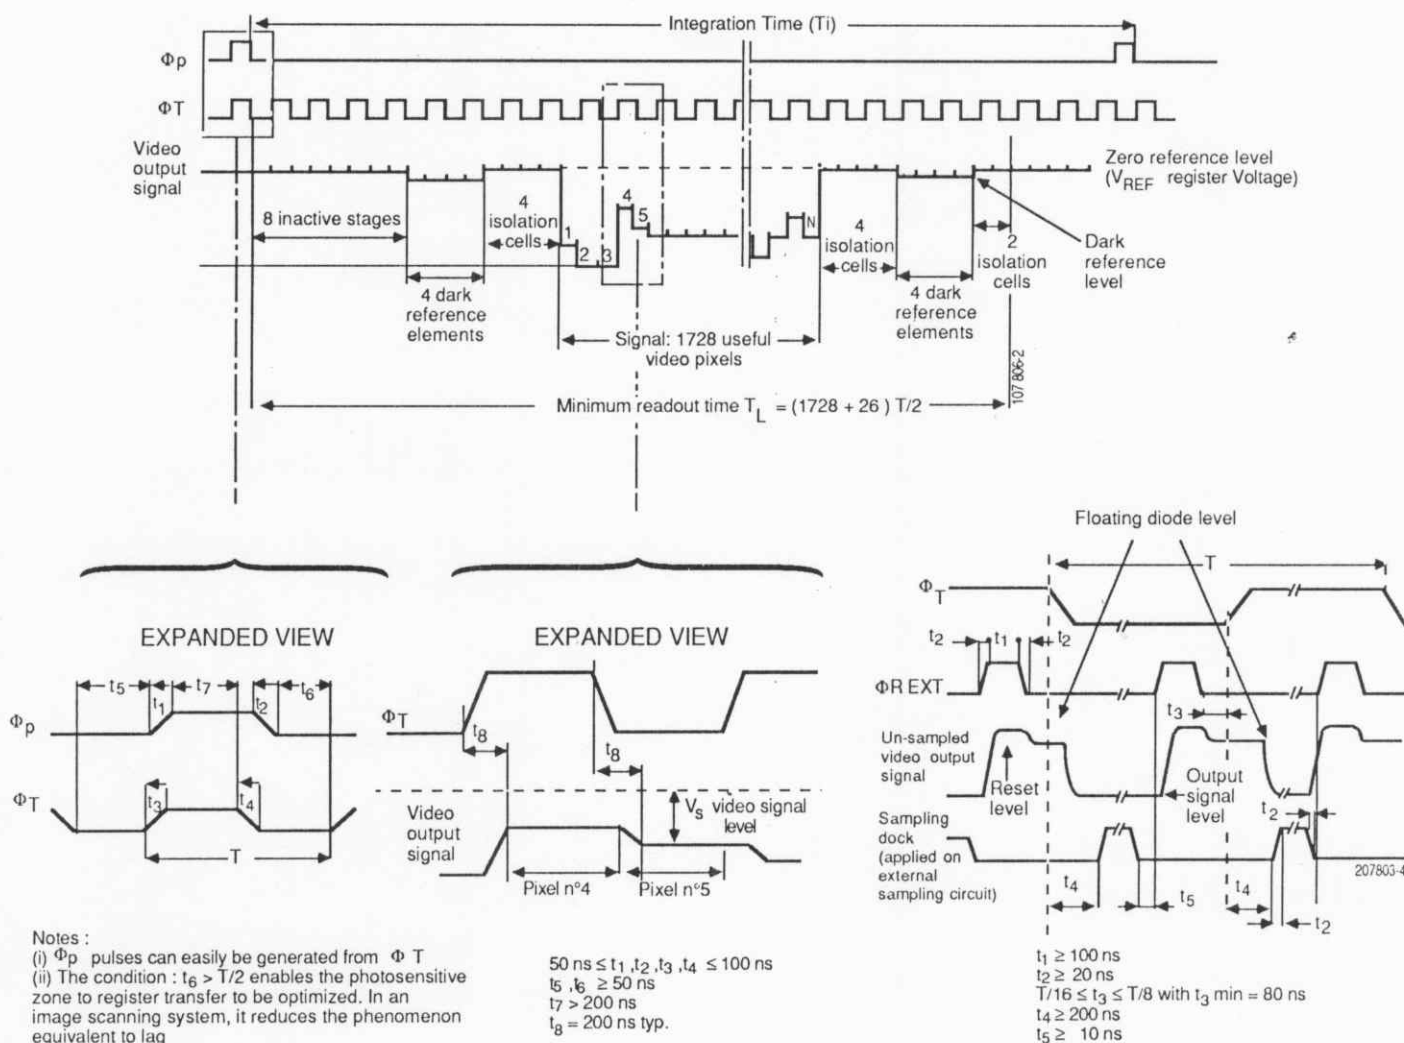 Integration Time (Ti)
Φp
ΦT
Video
output
signal
Zero reference level
(VREF register Voltage)
8 inactive stages
4
isolation
cells
4 dark
reference
elements
1
2
3
4
5
N
4
isolation
cells
4 dark
reference
elements
2
isolation
cells
Dark
reference
level
Signal: 1728 useful
video pixels
107 806-2
Minimum readout time TL = (1728 + 26 ) T/2
EXPANDED VIEW
t5
t1
t7
t2
t6
Φp
ΦT
t3
t4
T
EXPANDED VIEW
ΦT
t8
t8
Video
output
signal
Vs video signal
level
Pixel n°4
Pixel n°5
Floating diode level
T
ΦT
t2
t1
t2
ΦR EXT
t3
Un-sampled
video output
signal
Reset
level
Output
signal
level
t2
Sampling
dock
(applied on
external
sampling circuit)
t4
t5
t4
t2
207803-4
Notes :
(i) Φp pulses can easily be generated from Φ T
(ii) The condition : t6 > T/2 enables the photosensitive
zone to register transfer to be optimized. In an
image scanning system, it reduces the phenomenon
equivalent to lag
50 ns ≤ t1 ,t2 ,t3 ,t4 ≤ 100 ns
t5 ,t6 ≥ 50 ns
t7 > 200 ns
t8 = 200 ns typ.
t1 ≥ 100 ns
t2 ≥ 20 ns
T/16 ≤ t3 ≤ T/8 with t3 min = 80 ns
t4 ≥ 200 ns
t5 ≥ 10 ns